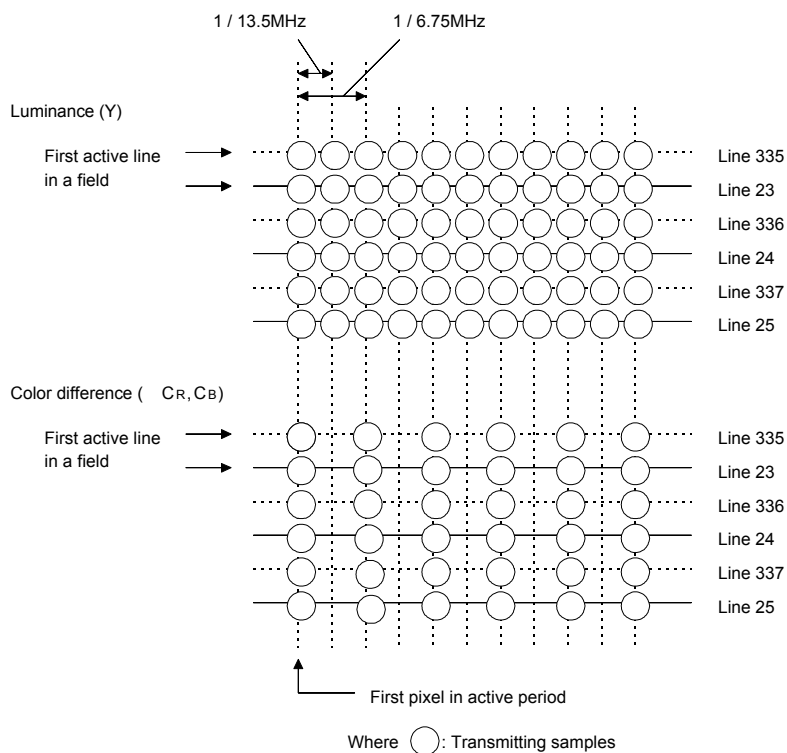 1 / 13.5MHz
1 / 6.75MHz
Luminance (Y)
First active line
in a field
Line 335
Line 23
Line 336
Line 24
Line 337
Line 25
Color difference ( CR, CB)
First active line
in a field
Line 335
Line 23
Line 336
Line 24
Line 337
Line 25
First pixel in active period
Where : Transmitting samples